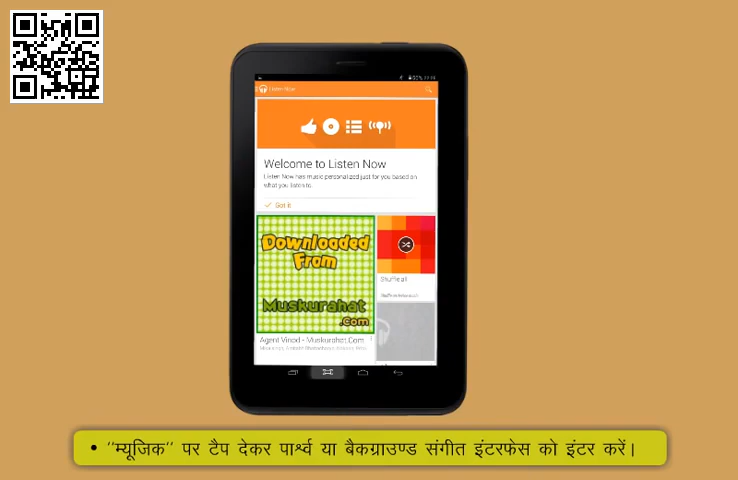 Listen Now
Welcome to Listen Now
Listen Now has music personalized just for you based on
what you listen to.
Got it
Downloaded
From
Muskurahat
.Com
Shuffle all
Agent Vinod - Muskurahat.Com
• "म्यूजिक" पर टैप देकर पार्श्व या बैकग्राउण्ड संगीत इंटरफेस को इंटर करें।